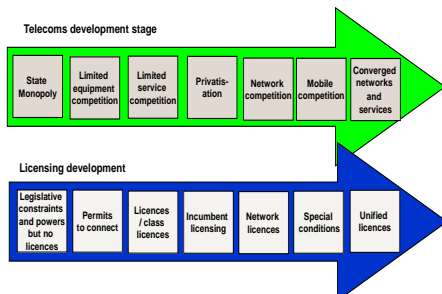 Telecoms development stage
State
Monopoly
Limited
equipment
competition
Limited
service
competition
Privatis-
ation
Network
competition
Mobile
competition
Converged
networks
and
services
Licensing development
Legislative
constraints
and powers
but no
licences
Permits
to connect
Licences
/ class
licences
Incumbent
licensing
Network
licences
Special
conditions
Unified
licences